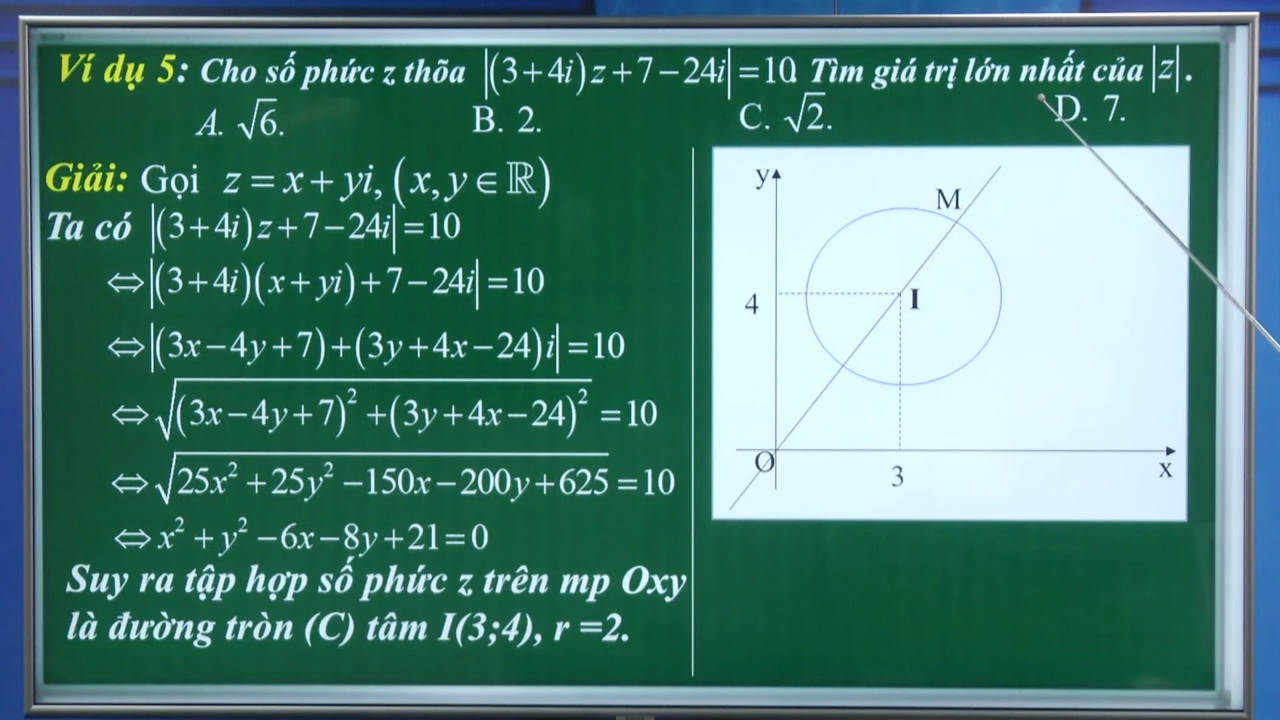 Ví dụ 5: Cho số phức z thõa |(3+4i)z+7−24i|=10. Tìm giá trị lớn nhất của |z|.
A. √6. B. 2. C. √2. D. 7.
Giải: Gọi z=x+yi, (x,y∈ℝ)
Ta có |(3+4i)z+7−24i|=10
⇔|(3+4i)(x+yi)+7−24i|=10
⇔|(3x−4y+7)+(3y+4x−24)i|=10
⇔√((3x−4y+7)²+(3y+4x−24)²)=10
⇔√(25x²+25y²−150x−200y+625)=10
⇔x²+y²−6x−8y+21=0
Suy ra tập hợp số phức z trên mp Oxy
là đường tròn (C) tâm I(3;4), r =2.
y
M
4
I
O
3
x